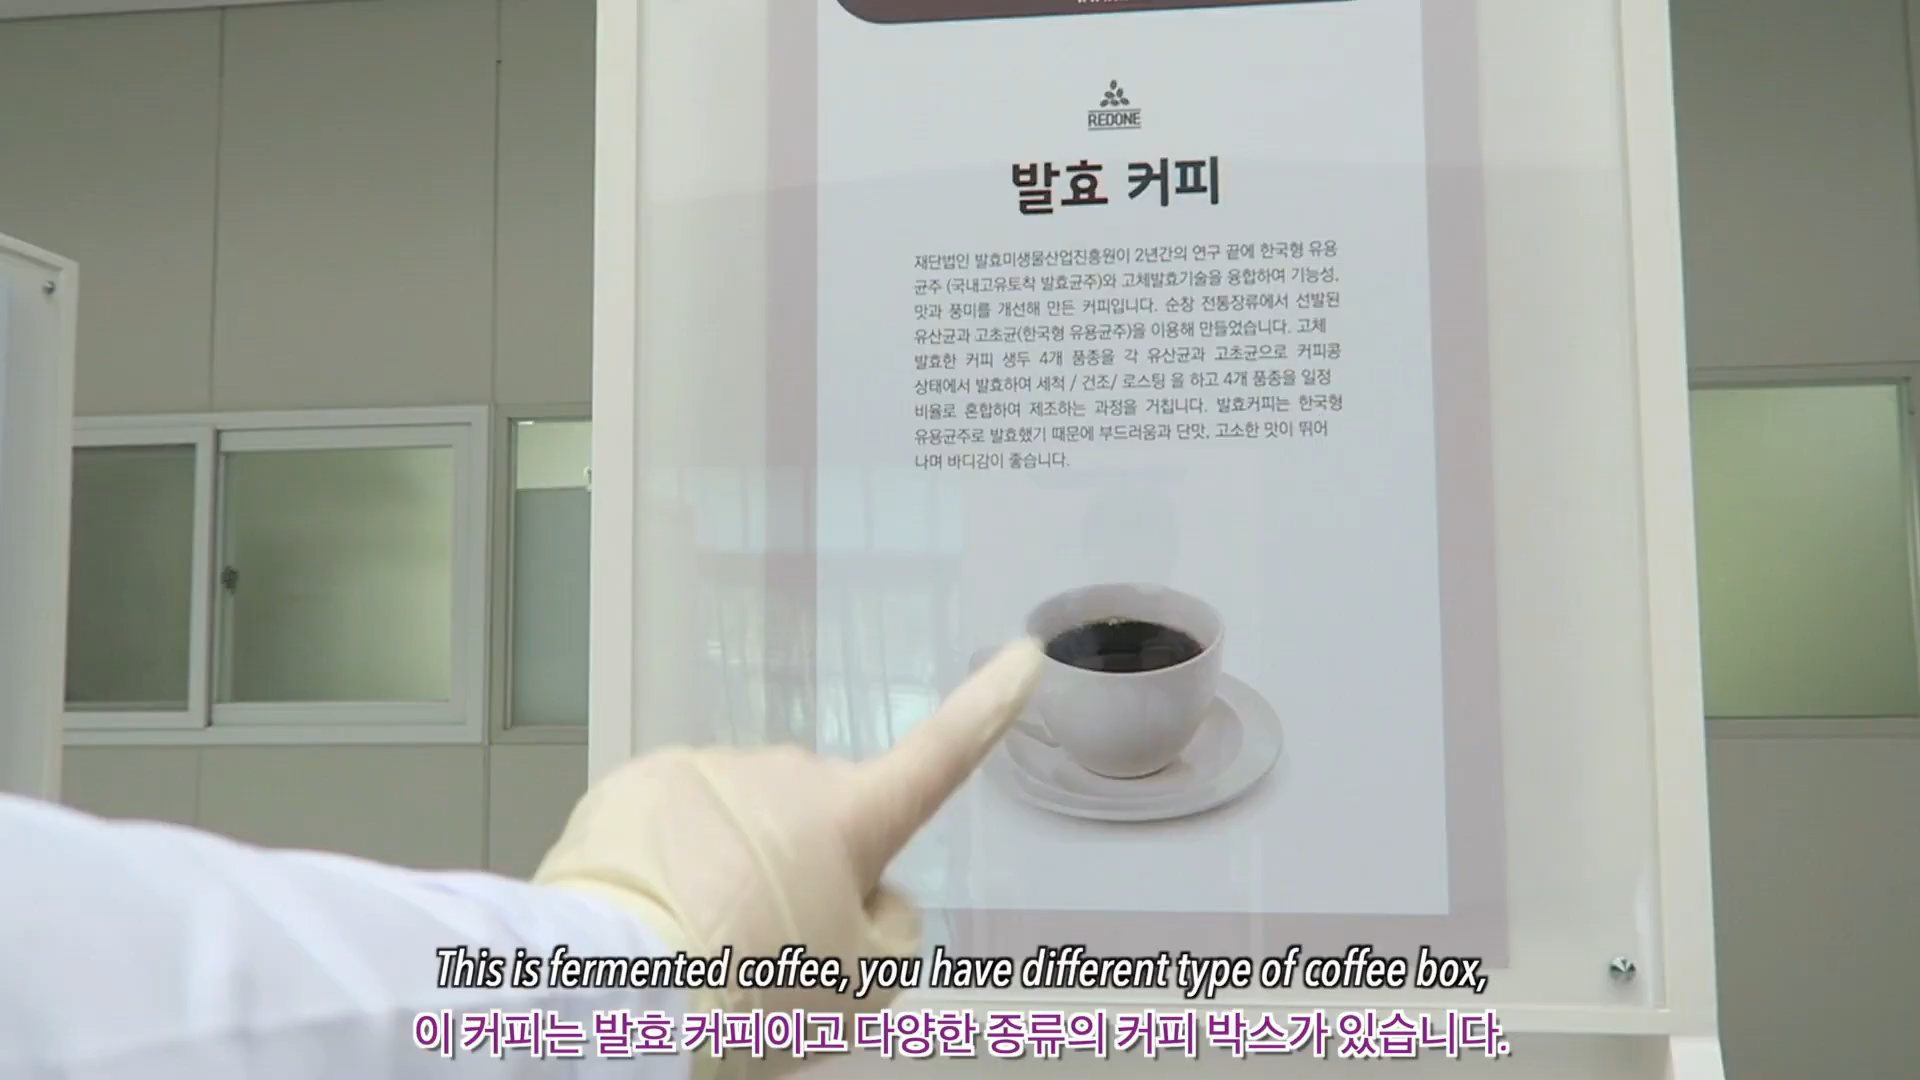 REDONE
발효 커피
재단법인 발효미생물산업진흥원이 2년간의 연구 끝에 한국형 유용
균주 (국내고유토착 발효균주)와 고체발효기술을 융합하여 기능성,
맛과 풍미를 개선해 만든 커피입니다. 순창 전통장류에서 선발된
유산균과 고초균(한국형 유용균주)을 이용해 만들었습니다. 고체
발효한 커피 생두 4개 품종을 각 유산균과 고초균으로 커피콩
상태에서 발효하여 세척 / 건조/ 로스팅 을 하고 4개 품종을 일정
비율로 혼합하여 제조하는 과정을 거칩니다. 발효커피는 한국형
유용균주로 발효했기 때문에 부드러움과 단맛, 고소한 맛이 뛰어
나며 바디감이 좋습니다.
This is fermented coffee, you have different type of coffee box,
이 커피는 발효 커피이고 다양한 종류의 커피 박스가 있습니다.